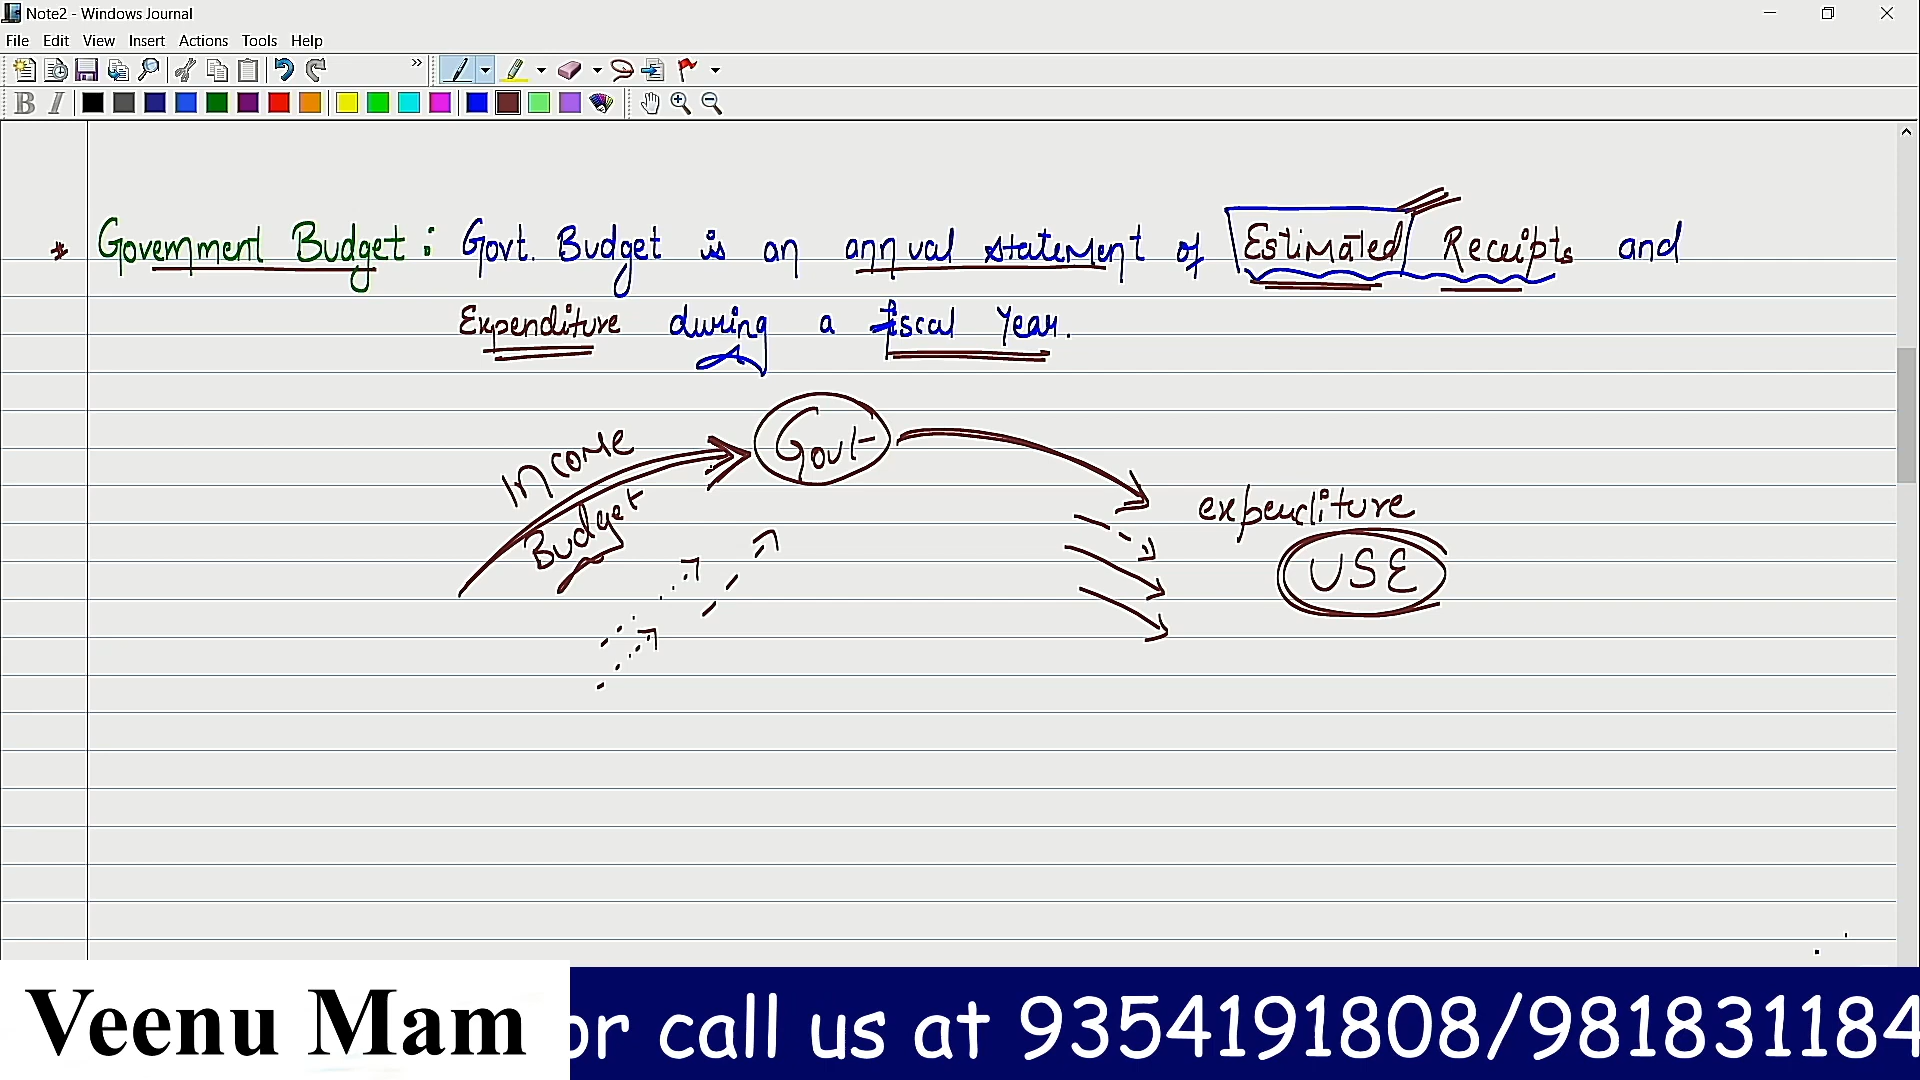 Note2 - Windows Journal
File Edit View Insert Actions Tools Help
B I
* Government Budget : Govt. Budget is an annual statement of Estimated Receipts and
Expenditure during a fiscal Year.
Income
Govt
Budget
expenditure
USE
Veenu Mam
or call us at 9354191808/981831184